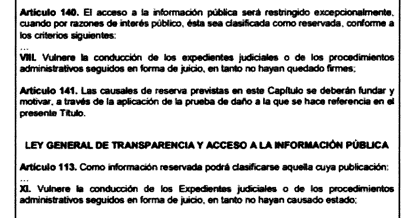 Artículo 140. El acceso a la información pública será restringido excepcionalmente,
cuando por razones de interés público, ésta sea clasificada como reservada, conforme a
los criterios siguientes:
...
VIII. Vulnere la conducción de los expedientes judiciales o de los procedimientos
administrativos seguidos en forma de juicio, en tanto no hayan quedado firmes;
Artículo 141. Las causales de reserva previstas en este Capítulo se deberán fundar y
motivar, a través de la aplicación de la prueba de daño a la que se hace referencia en el
presente Título.
LEY GENERAL DE TRANSPARENCIA Y ACCESO A LA INFORMACIÓN PÚBLICA
Artículo 113. Como información reservada podrá clasificarse aquella cuya publicación:
...
XI. Vulnere la conducción de los Expedientes judiciales o de los procedimientos
administrativos seguidos en forma de juicio, en tanto no hayan causado estado;